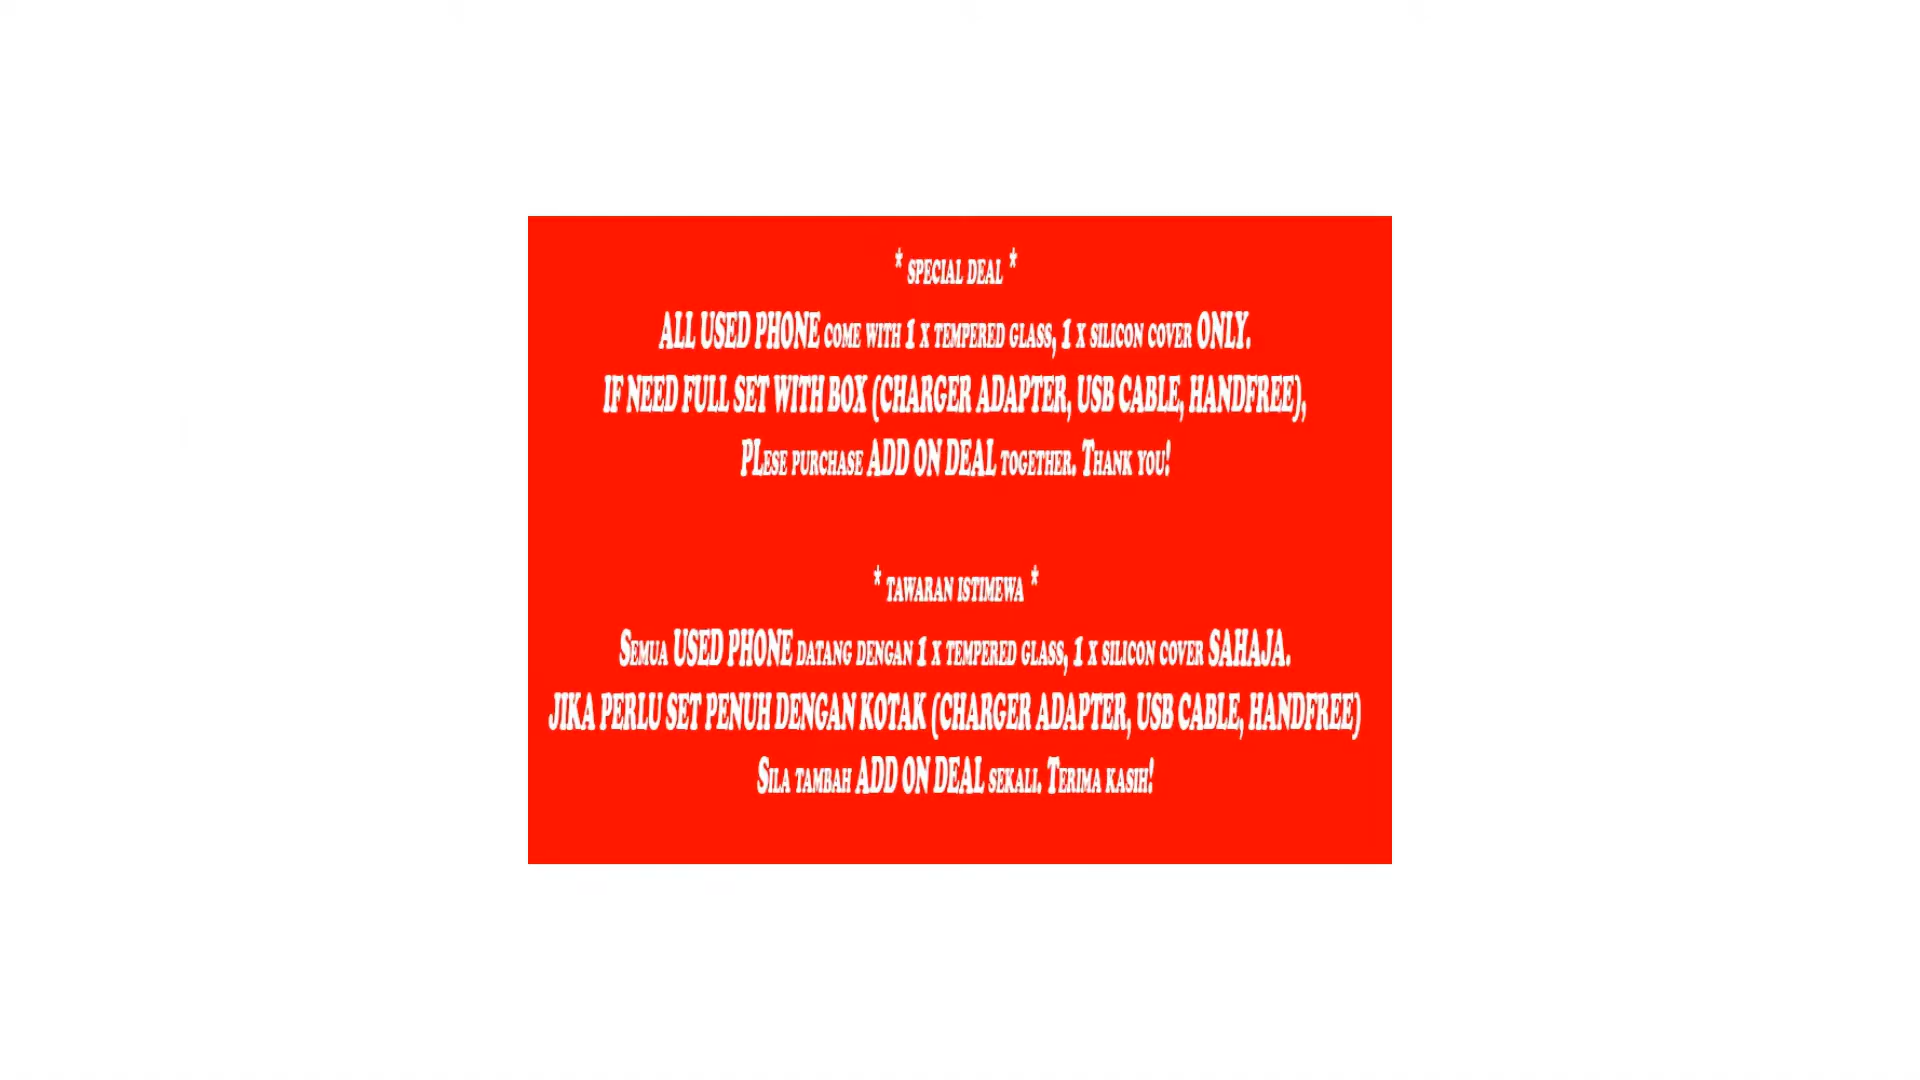 * SPECIAL DEAL *
ALL USED PHONE COME WITH 1 X TEMPERED GLASS, 1 X SILICON COVER ONLY.
IF NEED FULL SET WITH BOX (CHARGER ADAPTER, USB CABLE, HANDFREE),
PLESE PURCHASE ADD ON DEAL TOGETHER. THANK YOU!
* TAWARAN ISTIMEWA *
SEMUA USED PHONE DATANG DENGAN 1 X TEMPERED GLASS, 1 X SILICON COVER SAHAJA.
JIKA PERLU SET PENUH DENGAN KOTAK (CHARGER ADAPTER, USB CABLE, HANDFREE)
SILA TAMBAH ADD ON DEAL SEKALI. TERIMA KASIH!